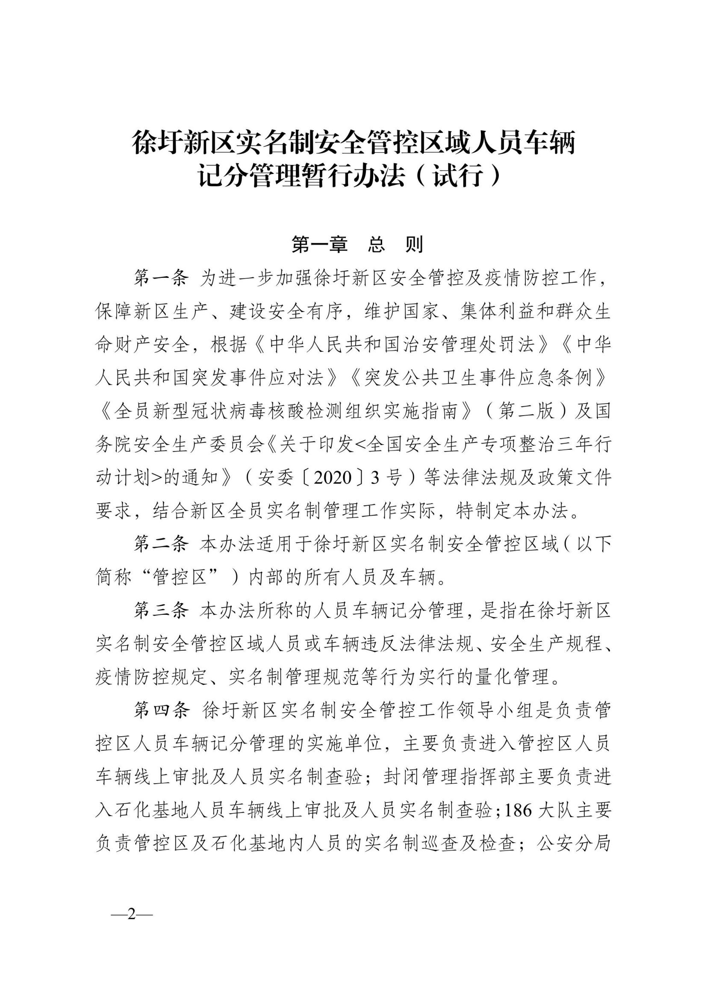 徐圩新区实名制安全管控区域人员车辆
记分管理暂行办法（试行）
第一章　总　则
第一条 为进一步加强徐圩新区安全管控及疫情防控工作，
保障新区生产、建设安全有序，维护国家、集体利益和群众生
命财产安全，根据《中华人民共和国治安管理处罚法》《中华
人民共和国突发事件应对法》《突发公共卫生事件应急条例》
《全员新型冠状病毒核酸检测组织实施指南》（第二版）及国
务院安全生产委员会《关于印发<全国安全生产专项整治三年行
动计划>的通知》（安委〔2020〕3 号）等法律法规及政策文件
要求，结合新区全员实名制管理工作实际，特制定本办法。
第二条 本办法适用于徐圩新区实名制安全管控区域（以下
简称“管控区”）内部的所有人员及车辆。
第三条 本办法所称的人员车辆记分管理，是指在徐圩新区
实名制安全管控区域人员或车辆违反法律法规、安全生产规程、
疫情防控规定、实名制管理规范等行为实行的量化管理。
第四条 徐圩新区实名制安全管控工作领导小组是负责管
控区人员车辆记分管理的实施单位，主要负责进入管控区人员
车辆线上审批及人员实名制查验；封闭管理指挥部主要负责进
入石化基地人员车辆线上审批及人员实名制查验；186 大队主要
负责管控区及石化基地内人员的实名制巡查及检查；公安分局
—2—